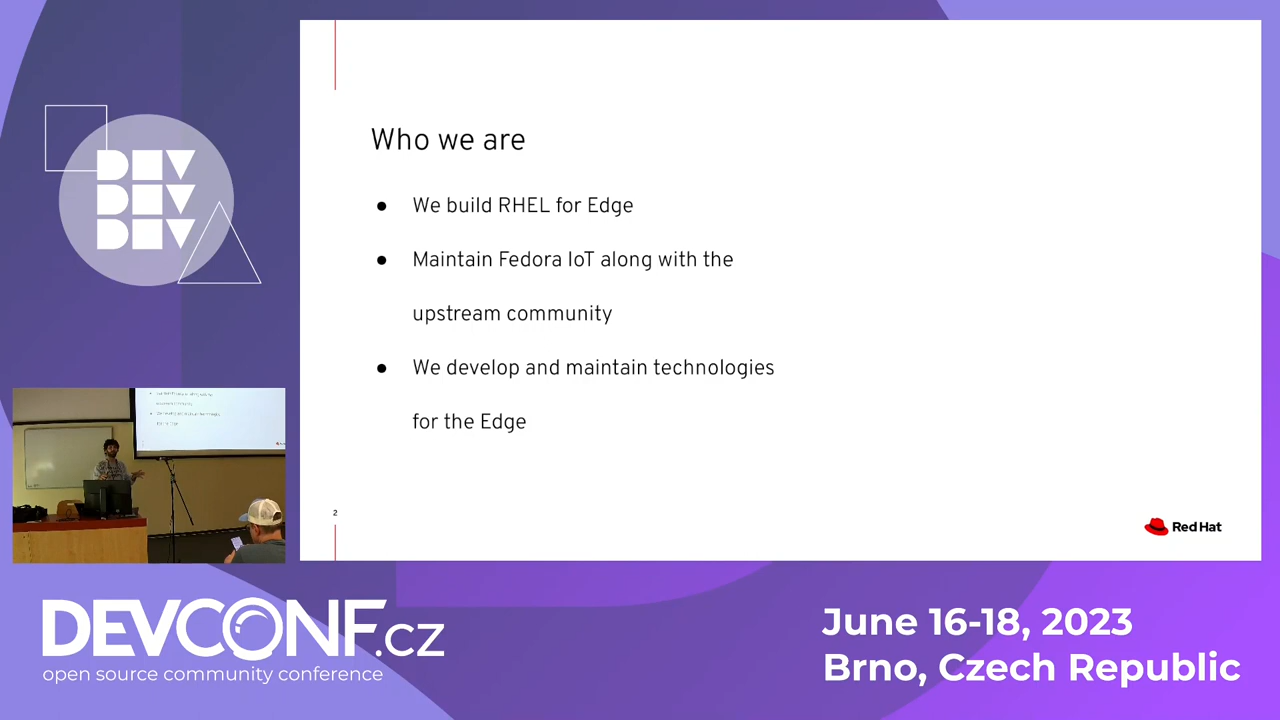 DEV
DEV
DEV
Who we are
● We build RHEL for Edge
● Maintain Fedora IoT along with the
upstream community
● We develop and maintain technologies
for the Edge
2
Red Hat
DEVCONF.cz
open source community conference
June 16-18, 2023
Brno, Czech Republic